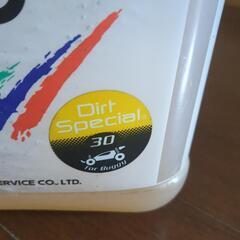 Dirt
Special
30
for Buggy
SERVICE CO., LTD.